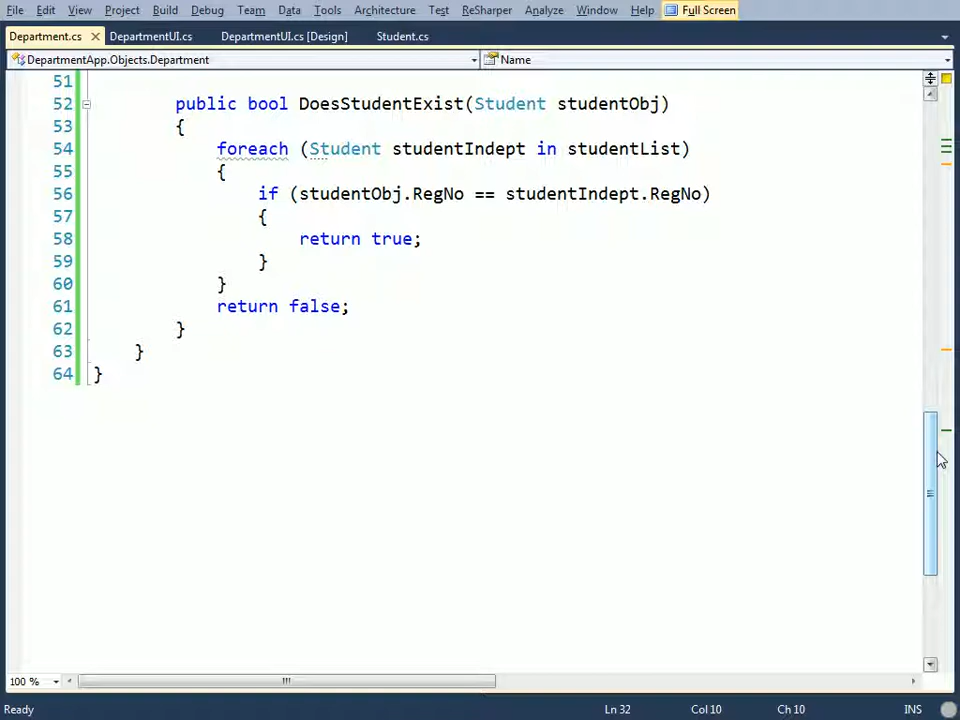 File Edit View Project Build Debug Team Data Tools Architecture Test ReSharper Analyze Window Help Full Screen
Department.cs DepartmentUI.cs DepartmentUI.cs [Design] Student.cs
DepartmentApp.Objects.Department Name
51
52 public bool DoesStudentExist(Student studentObj)
53 {
54 foreach (Student studentIndept in studentList)
55 {
56 if (studentObj.RegNo == studentIndept.RegNo)
57 {
58 return true;
59 }
60 }
61 return false;
62 }
63 }
64 }
100 %
Ready Ln 32 Col 10 Ch 10 INS